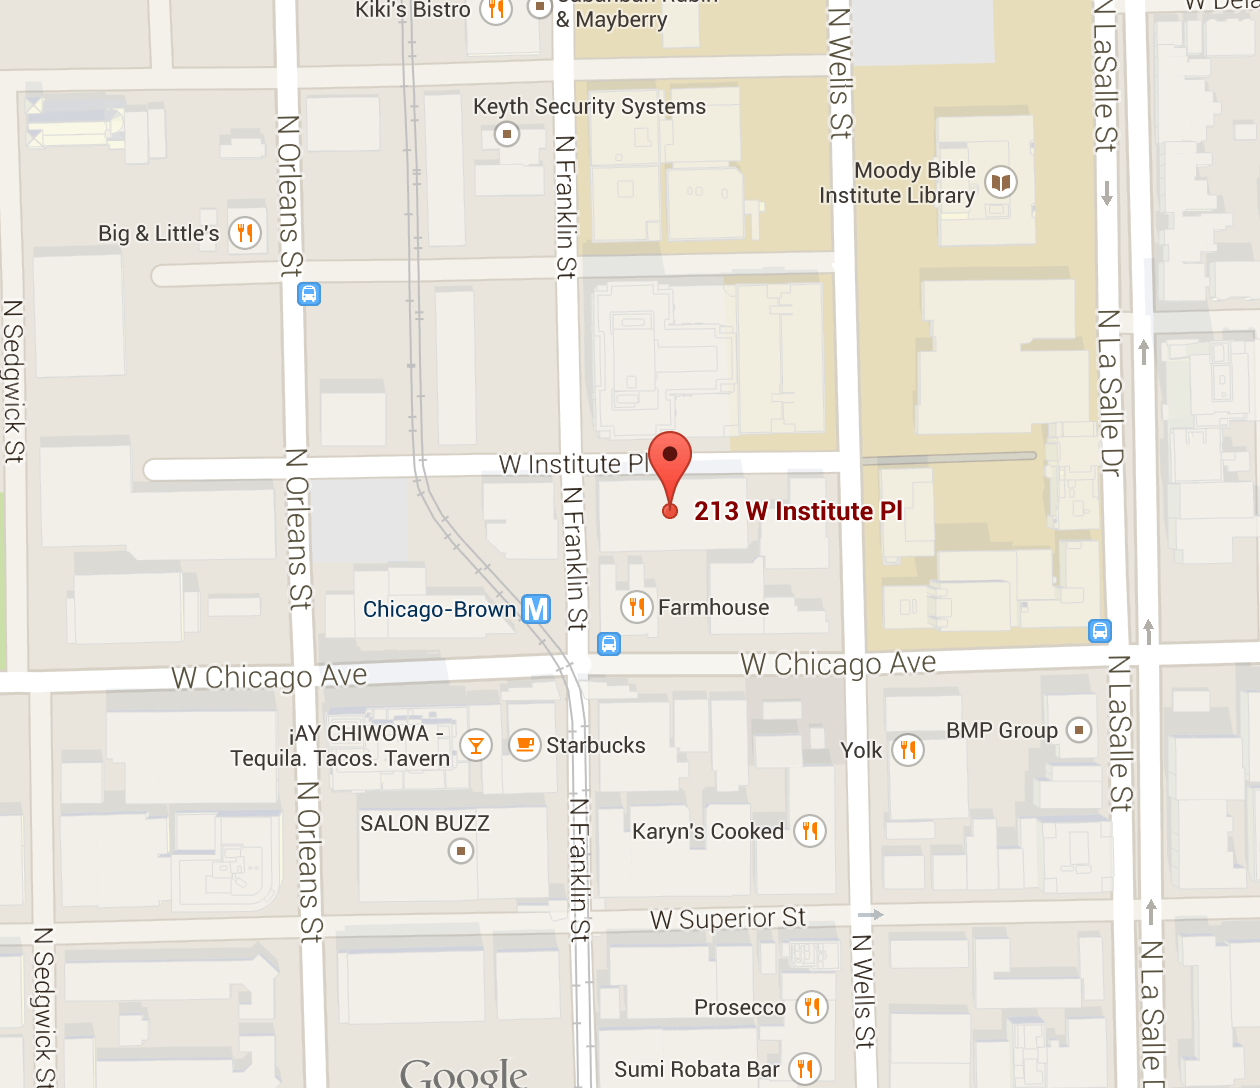 Kiki's Bistro
& Mayberry
W Dela
N LaSalle St
N Wells St
Keyth Security Systems
N Orleans St
N Franklin St
Moody Bible
Institute Library
Big & Little's
N Sedgwick St
N La Salle Dr
W Institute Pl
N Orleans St
N Franklin St
213 W Institute Pl
Chicago-Brown
M
Farmhouse
W Chicago Ave
W Chicago Ave
N LaSalle St
¡AY CHIWOWA -
Tequila. Tacos. Tavern
Starbucks
BMP Group
Yolk
N Orleans St
N Franklin St
SALON BUZZ
Karyn's Cooked
W Superior St
N Sedgwick St
N Wells St
N La Salle
Prosecco
Sumi Robata Bar
Google